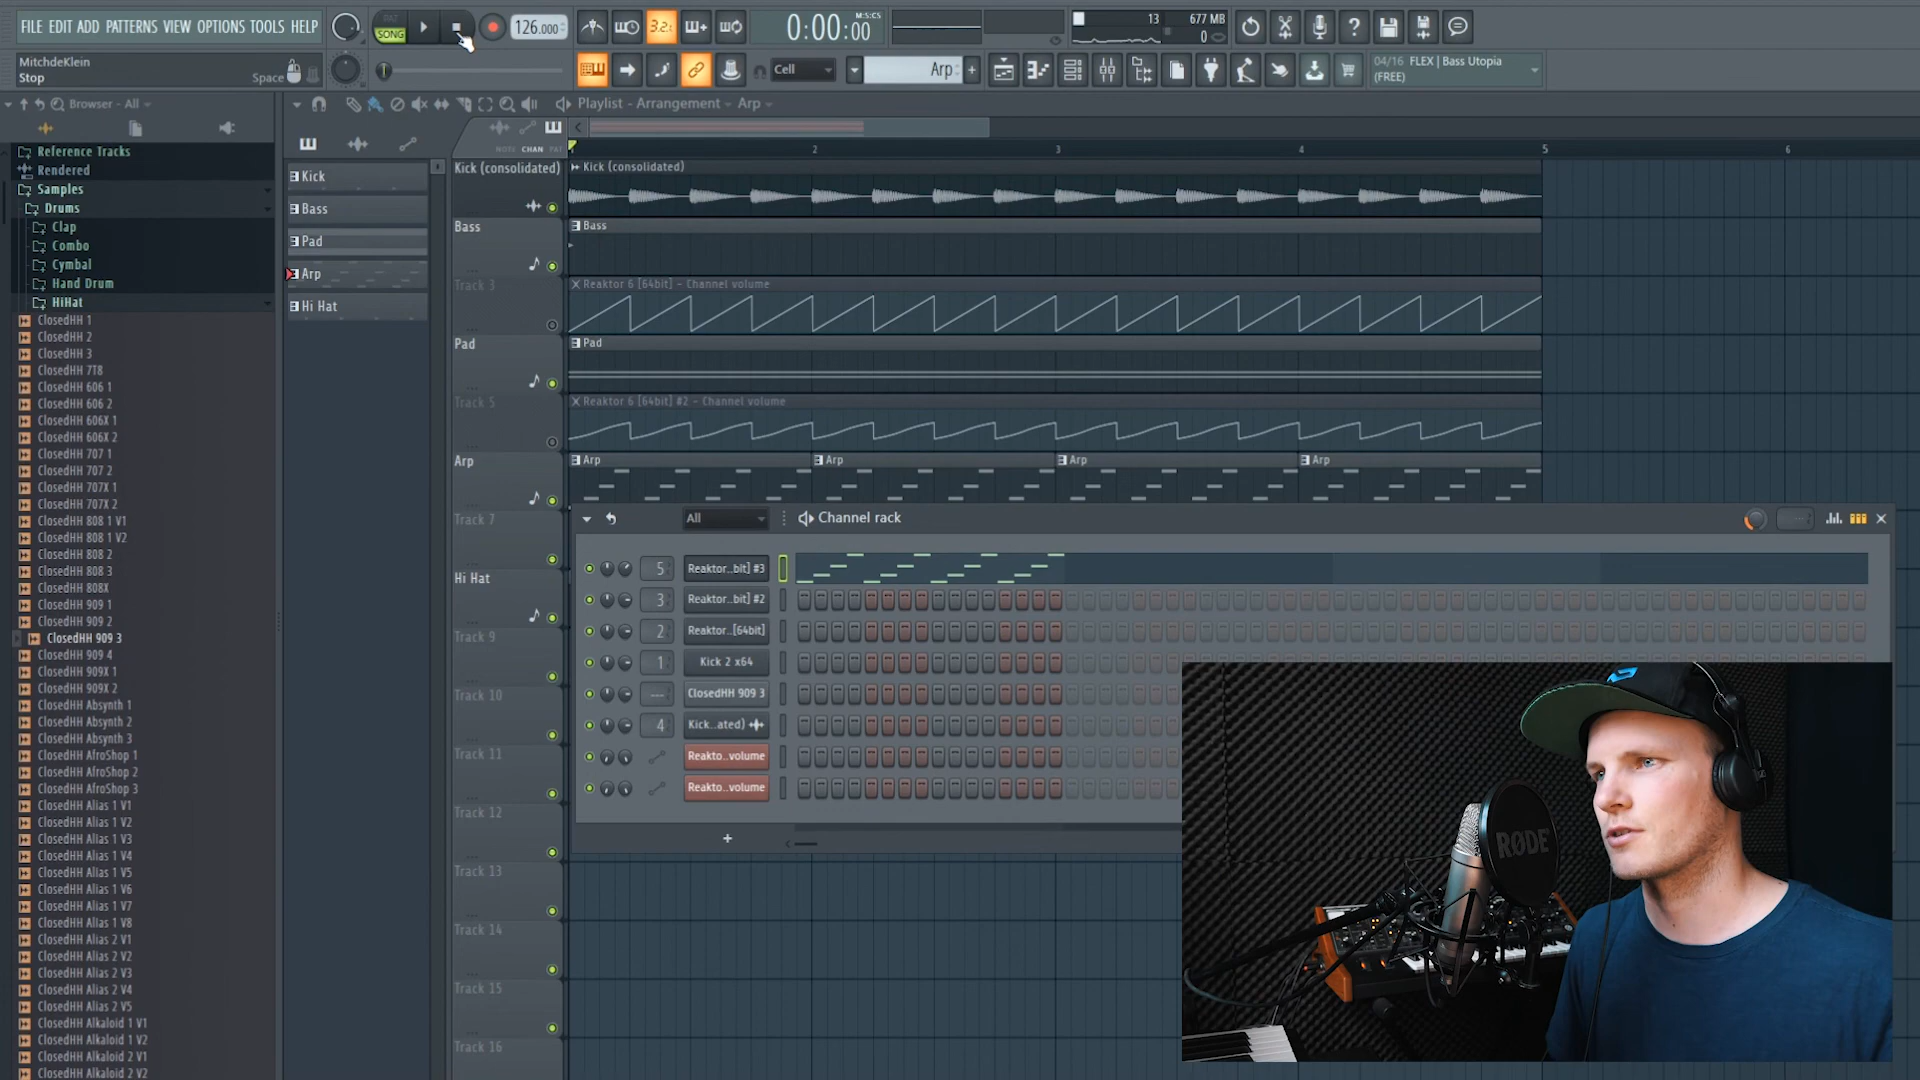 FILE EDIT ADD PATTERNS VIEW OPTIONS TOOLS HELP
PAT
SONG
126.000
3.2.
0:00:00
M:S:CS
13
677 MB
0
MitchdeKlein
Stop
Space
Cell
Arp
04/16 FLEX | Bass Utopia
(FREE)
Browser - All
Playlist - Arrangement - Arp
NOTE CHAN PAT
2
3
4
5
6
Reference Tracks
Rendered
Samples
Drums
Clap
Combo
Cymbal
Hand Drum
HiHat
ClosedHH 1
ClosedHH 2
ClosedHH 3
ClosedHH 7T8
ClosedHH 606 1
ClosedHH 606 2
ClosedHH 606X 1
ClosedHH 606X 2
ClosedHH 707 1
ClosedHH 707 2
ClosedHH 707X 1
ClosedHH 707X 2
ClosedHH 808 1 V1
ClosedHH 808 1 V2
ClosedHH 808 2
ClosedHH 808 3
ClosedHH 808X
ClosedHH 909 1
ClosedHH 909 2
ClosedHH 909 3
ClosedHH 909 4
ClosedHH 909X 1
ClosedHH 909X 2
ClosedHH Absynth 1
ClosedHH Absynth 2
ClosedHH Absynth 3
ClosedHH AfroShop 1
ClosedHH AfroShop 2
ClosedHH AfroShop 3
ClosedHH Alias 1 V1
ClosedHH Alias 1 V2
ClosedHH Alias 1 V3
ClosedHH Alias 1 V4
ClosedHH Alias 1 V5
ClosedHH Alias 1 V6
ClosedHH Alias 1 V7
ClosedHH Alias 1 V8
ClosedHH Alias 2 V1
ClosedHH Alias 2 V2
ClosedHH Alias 2 V3
ClosedHH Alias 2 V4
ClosedHH Alias 2 V5
ClosedHH Alkaloid 1 V1
ClosedHH Alkaloid 1 V2
ClosedHH Alkaloid 2 V1
ClosedHH Alkaloid 2 V2
Kick
Bass
Pad
Arp
Hi Hat
Kick (consolidated)
Kick (consolidated)
Bass
Bass
Track 3
Reaktor 6 [64bit] - Channel volume
Pad
Pad
Track 5
Reaktor 6 [64bit] #2 - Channel volume
Arp
Arp
Arp
Arp
Arp
Track 7
Hi Hat
Track 9
Track 10
Track 11
Track 12
Track 13
Track 14
Track 15
Track 16
All
Channel rack
5
Reaktor..bit] #3
3
Reaktor..bit] #2
2
Reaktor..[64bit]
1
Kick 2 x64
---
ClosedHH 909 3
4
Kick..ated)
Reakto..volume
Reakto..volume
+
RØDE